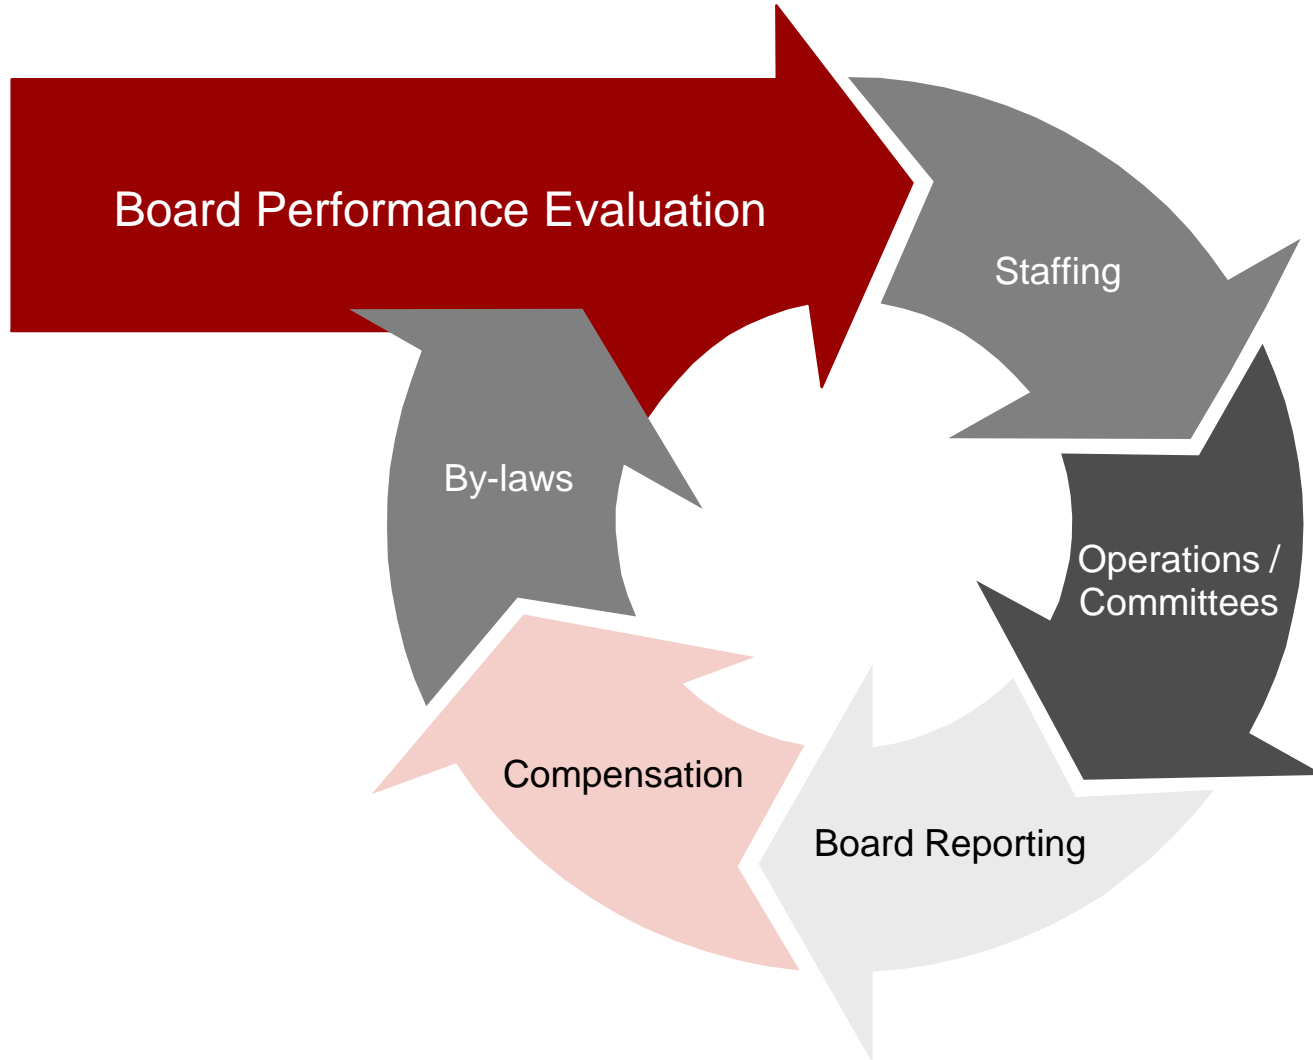 Board Performance Evaluation
Staffing
By-laws
Operations /
Committees
Compensation
Board Reporting